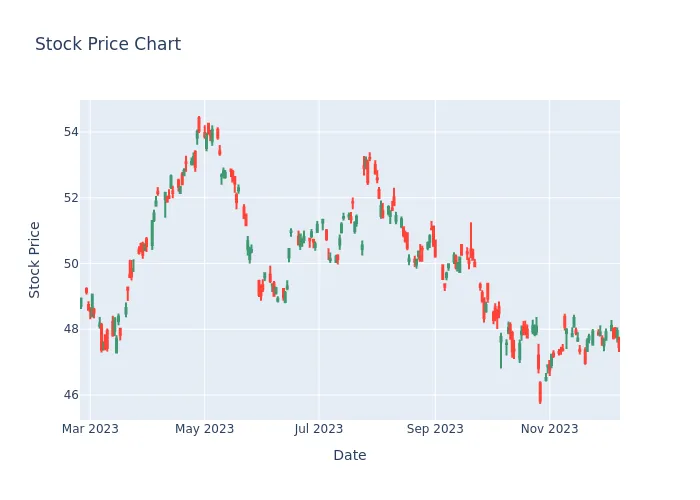 Stock Price Chart
54
52
50
48
46
Stock Price
Mar 2023
May 2023
Jul 2023
Sep 2023
Nov 2023
Date